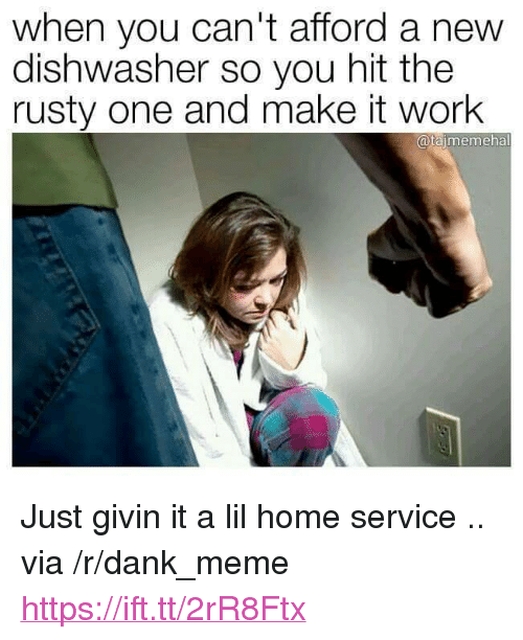 when you can't afford a new
dishwasher so you hit the
rusty one and make it work
@tajmemehal
Just givin it a lil home service ..
via /r/dank_meme
https://ift.tt/2rR8Ftx